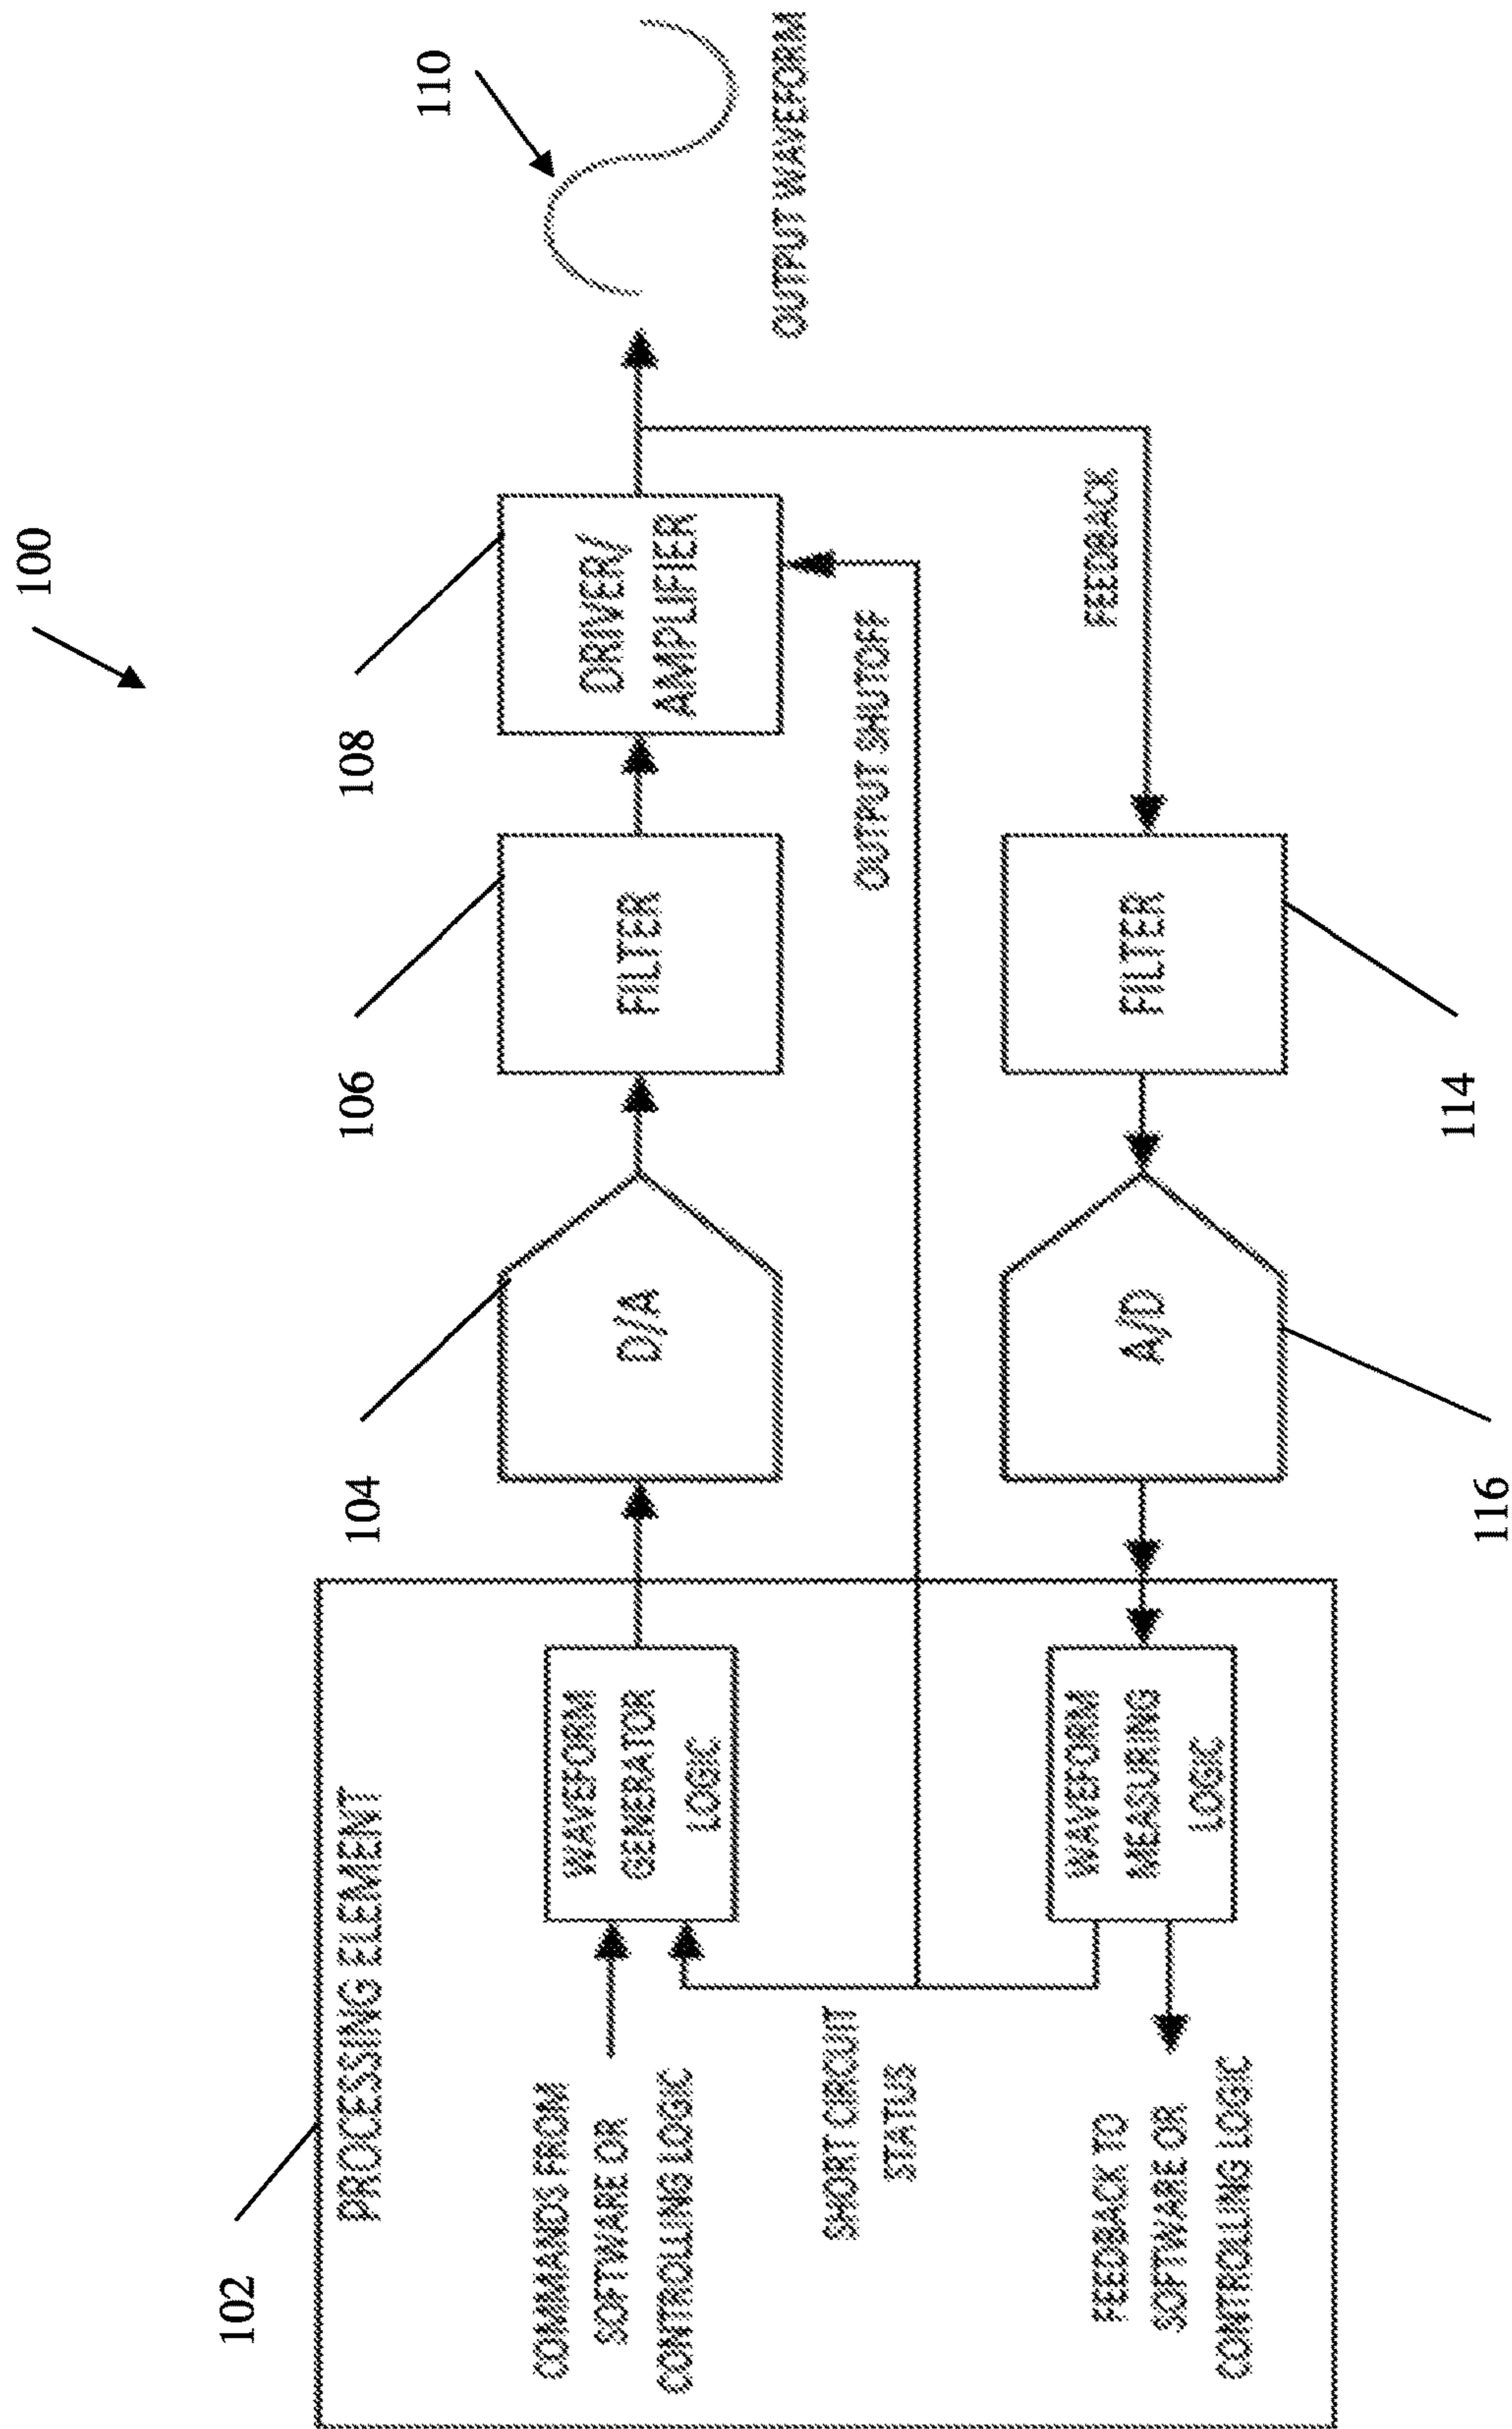 100
102
PROCESSING ELEMENT
COMMANDS FROM
SOFTWARE OR
CONTROLLING LOGIC
WAVEFORM
GENERATOR
LOGIC
104
D/A
106
FILTER
108
DRIVER/
AMPLIFIER
110
OUTPUT WAVEFORM
SHORT CIRCUIT
STATUS
OUTPUT SHUTOFF
FEEDBACK TO
SOFTWARE OR
CONTROLLING LOGIC
WAVEFORM
MEASURING
LOGIC
A/D
116
FILTER
114
FEEDBACK